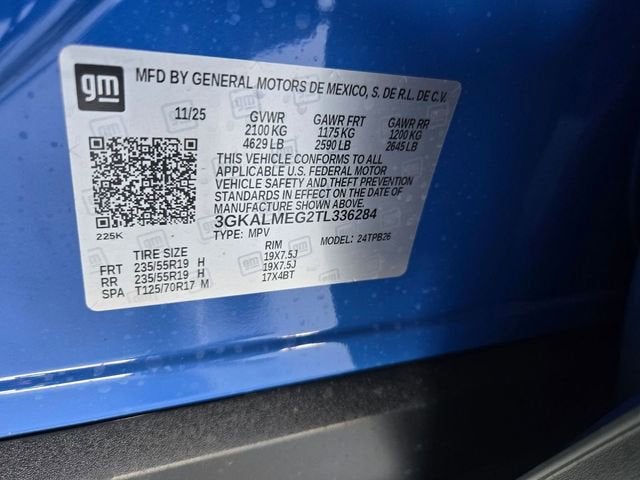 gm
MFD BY GENERAL MOTORS DE MEXICO, S. DE R.L. DE C.V.
11/25 GVWR GAWR FRT GAWR RR
2100 KG 1175 KG 1200 KG
4629 LB 2590 LB 2645 LB
THIS VEHICLE CONFORMS TO ALL
APPLICABLE U.S. FEDERAL MOTOR
VEHICLE SAFETY AND THEFT PREVENTION
STANDARDS IN EFFECT ON THE DATE OF
MANUFACTURE SHOWN ABOVE.
3GKALMEG2TL336284
225K TYPE: MPV MODEL: 24TPB26
TIRE SIZE RIM
FRT 235/55R19 H 19X7.5J
RR 235/55R19 H 19X7.5J
SPA T125/70R17 M 17X4BT